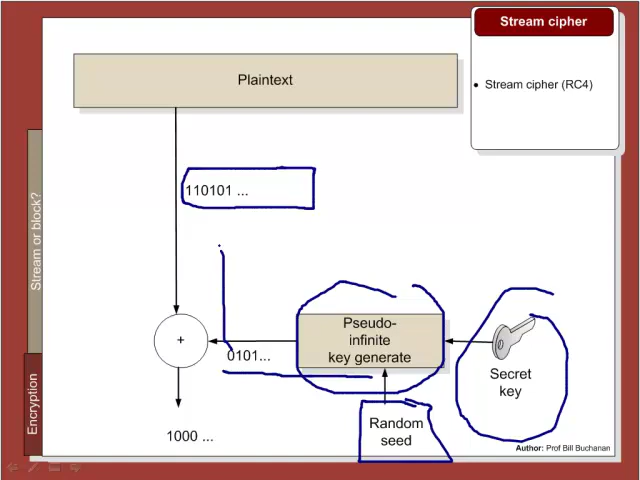 Stream cipher
Plaintext
• Stream cipher (RC4)
110101 ...
Stream or block?
Pseudo-
infinite
key generate
+
0101...
Secret
key
Encryption
Random
seed
1000 ...
Author: Prof Bill Buchanan